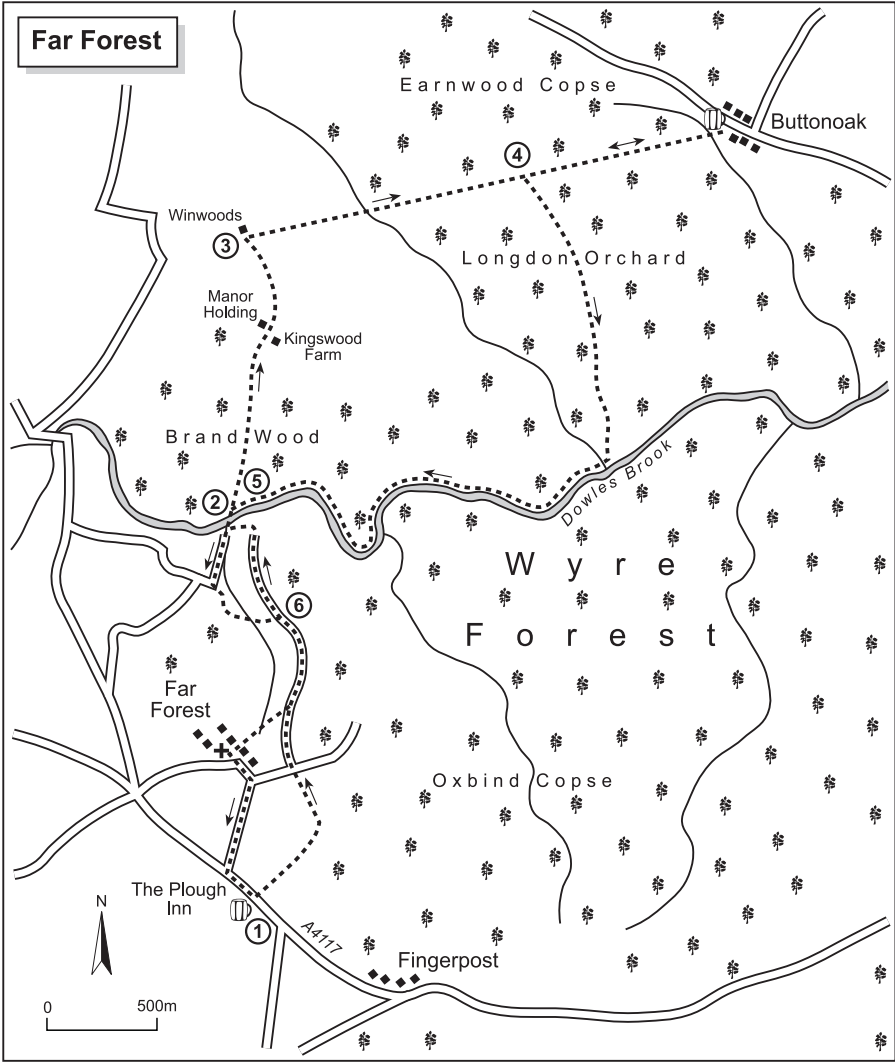 Far Forest
Earnwood Copse
Buttonoak
4
Winwoods
3
Longdon Orchard
Manor
Holding
Kingswood
Farm
Brand Wood
5
2
Dowles Brook
Wyre
Forest
6
Far
Forest
Oxbind Copse
The Plough
Inn
1
A4117
Fingerpost
N
0 500m